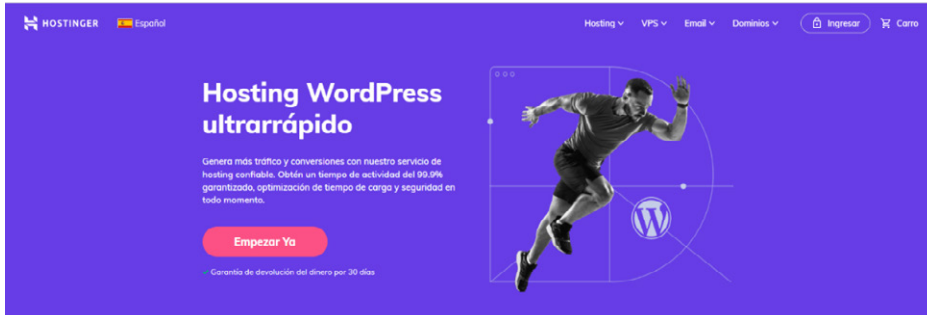 HOSTINGER
Español
Hosting
VPS
Email
Dominios
Ingresar
Carro
Hosting WordPress
ultrarrápido
Genera más tráfico y conversiones con nuestro servicio de
hosting confiable. Obtén un tiempo de actividad del 99.9%
garantizado, optimización de tiempo de carga y seguridad en
todo momento.
Empezar Ya
Garantía de devolución del dinero por 30 días